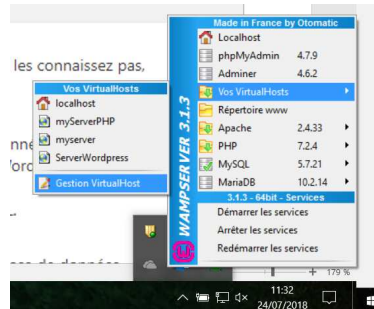 Made in France by Otomatic
Localhost
phpMyAdmin 4.7.9
Adminer 4.6.2
Vos VirtualHosts
Répertoire www
Apache 2.4.33
PHP 7.2.4
MySQL 5.7.21
MariaDB 10.2.14
3.1.3 - 64bit - Services
Démarrer les services
Arrêter les services
Redémarrer les services
WAMPSERVER 3.1.3
les connaissez pas,
Vos VirtualHosts
localhost
myServerPHP
myserver
ServerWordpress
Gestion VirtualHost
179 %
11:32
24/07/2018